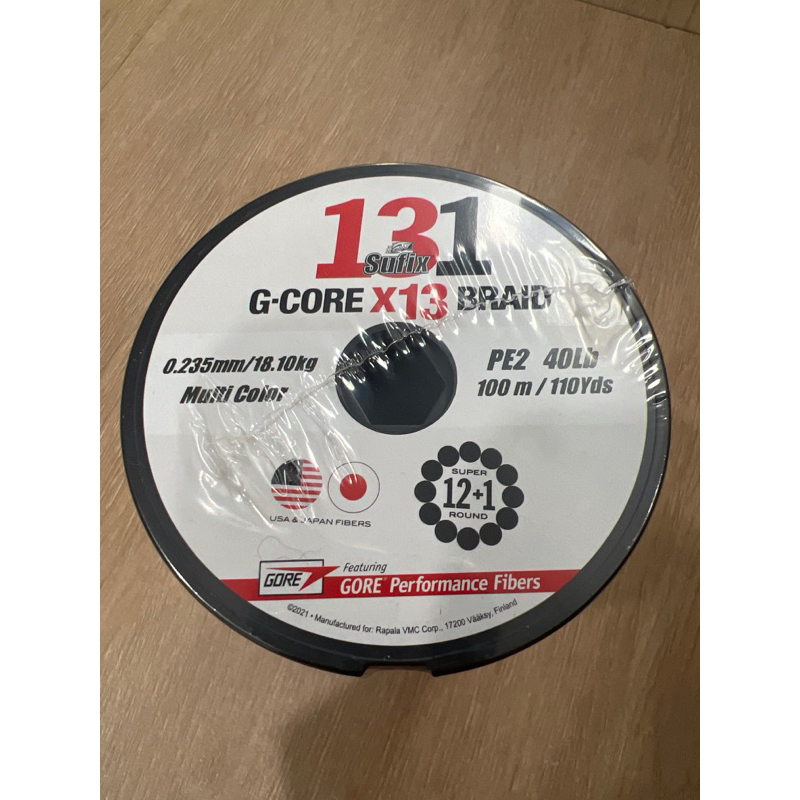 131
Sufix
G-CORE X13 BRAID
0.235mm/18.10kg
Multi Color
PE2 40Lb
100 m / 110Yds
USA & JAPAN FIBERS
SUPER
12+1
ROUND
GORE
Featuring
GORE® Performance Fibers
©2021 • Manufactured for: Rapala VMC Corp., 17200 Vääksy, Finland